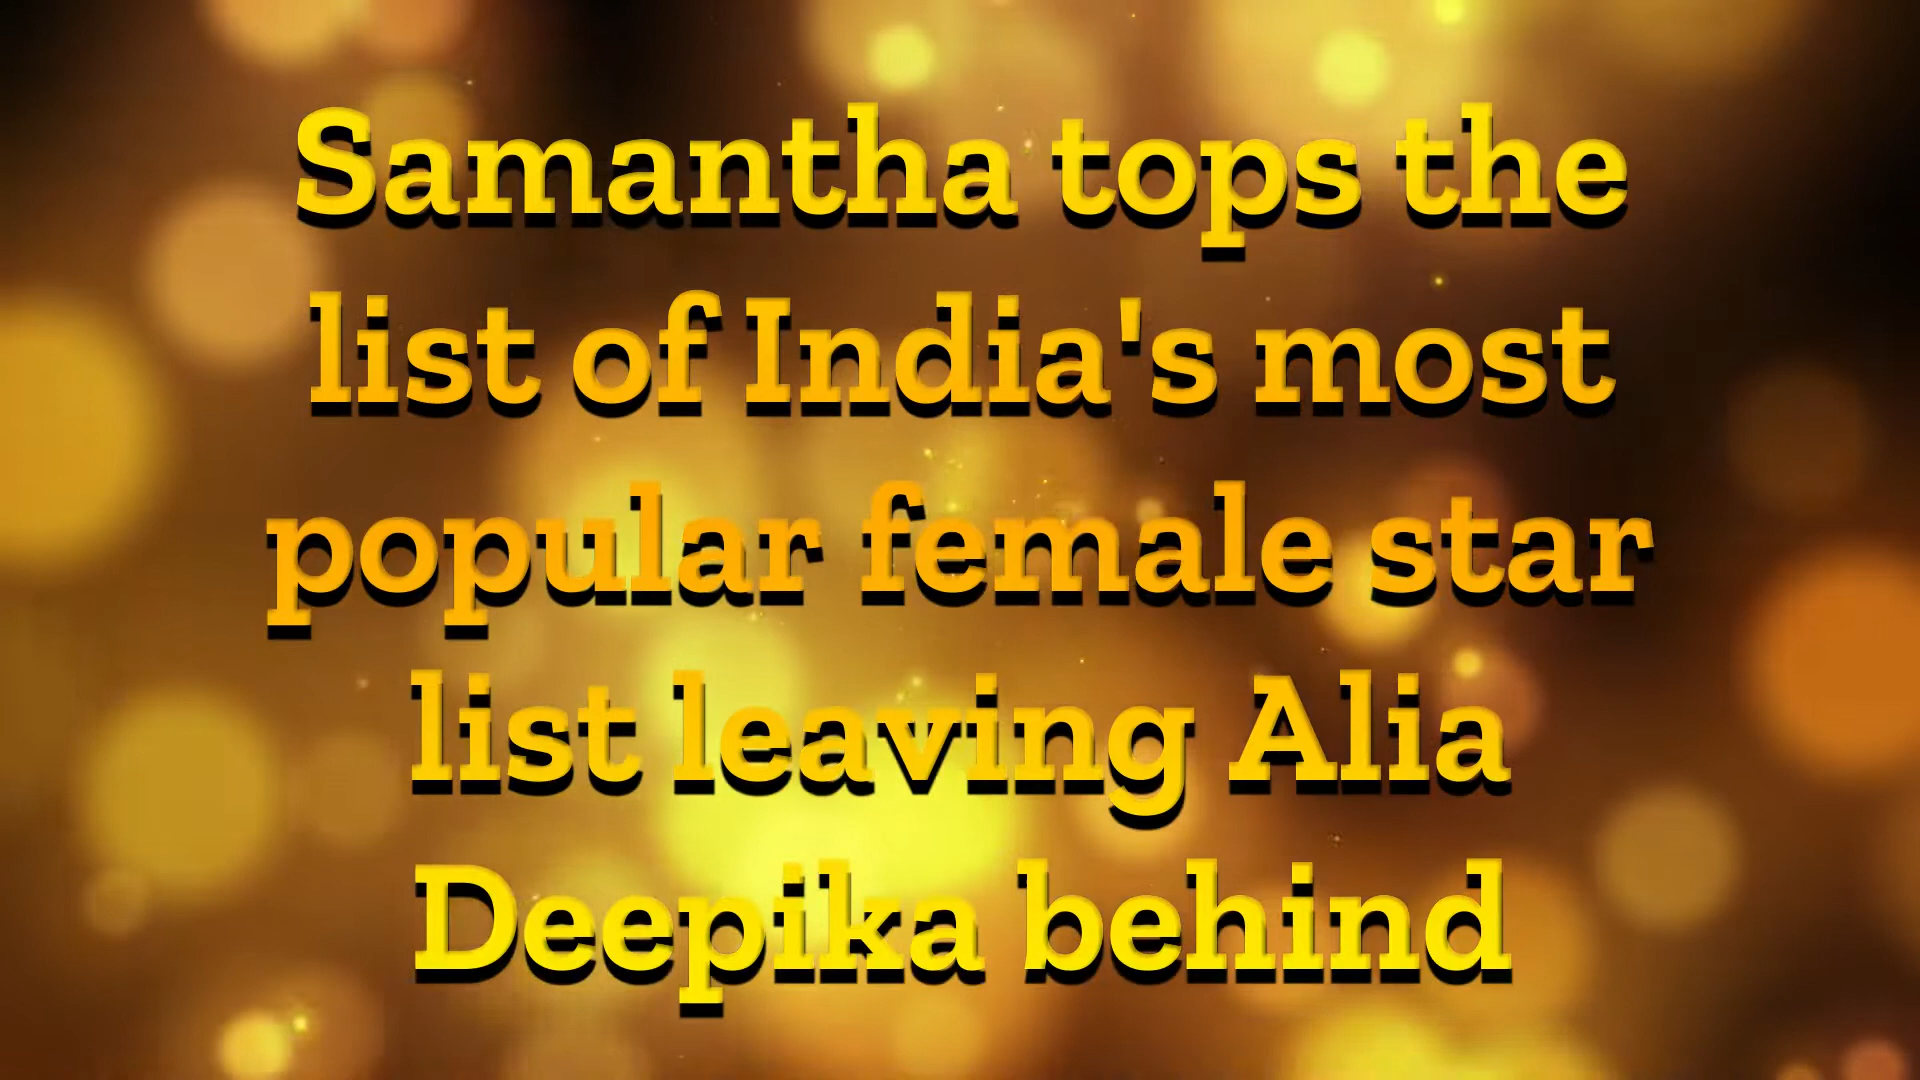 Samantha tops the
list of India's most
popular female star
list leaving Alia
Deepika behind